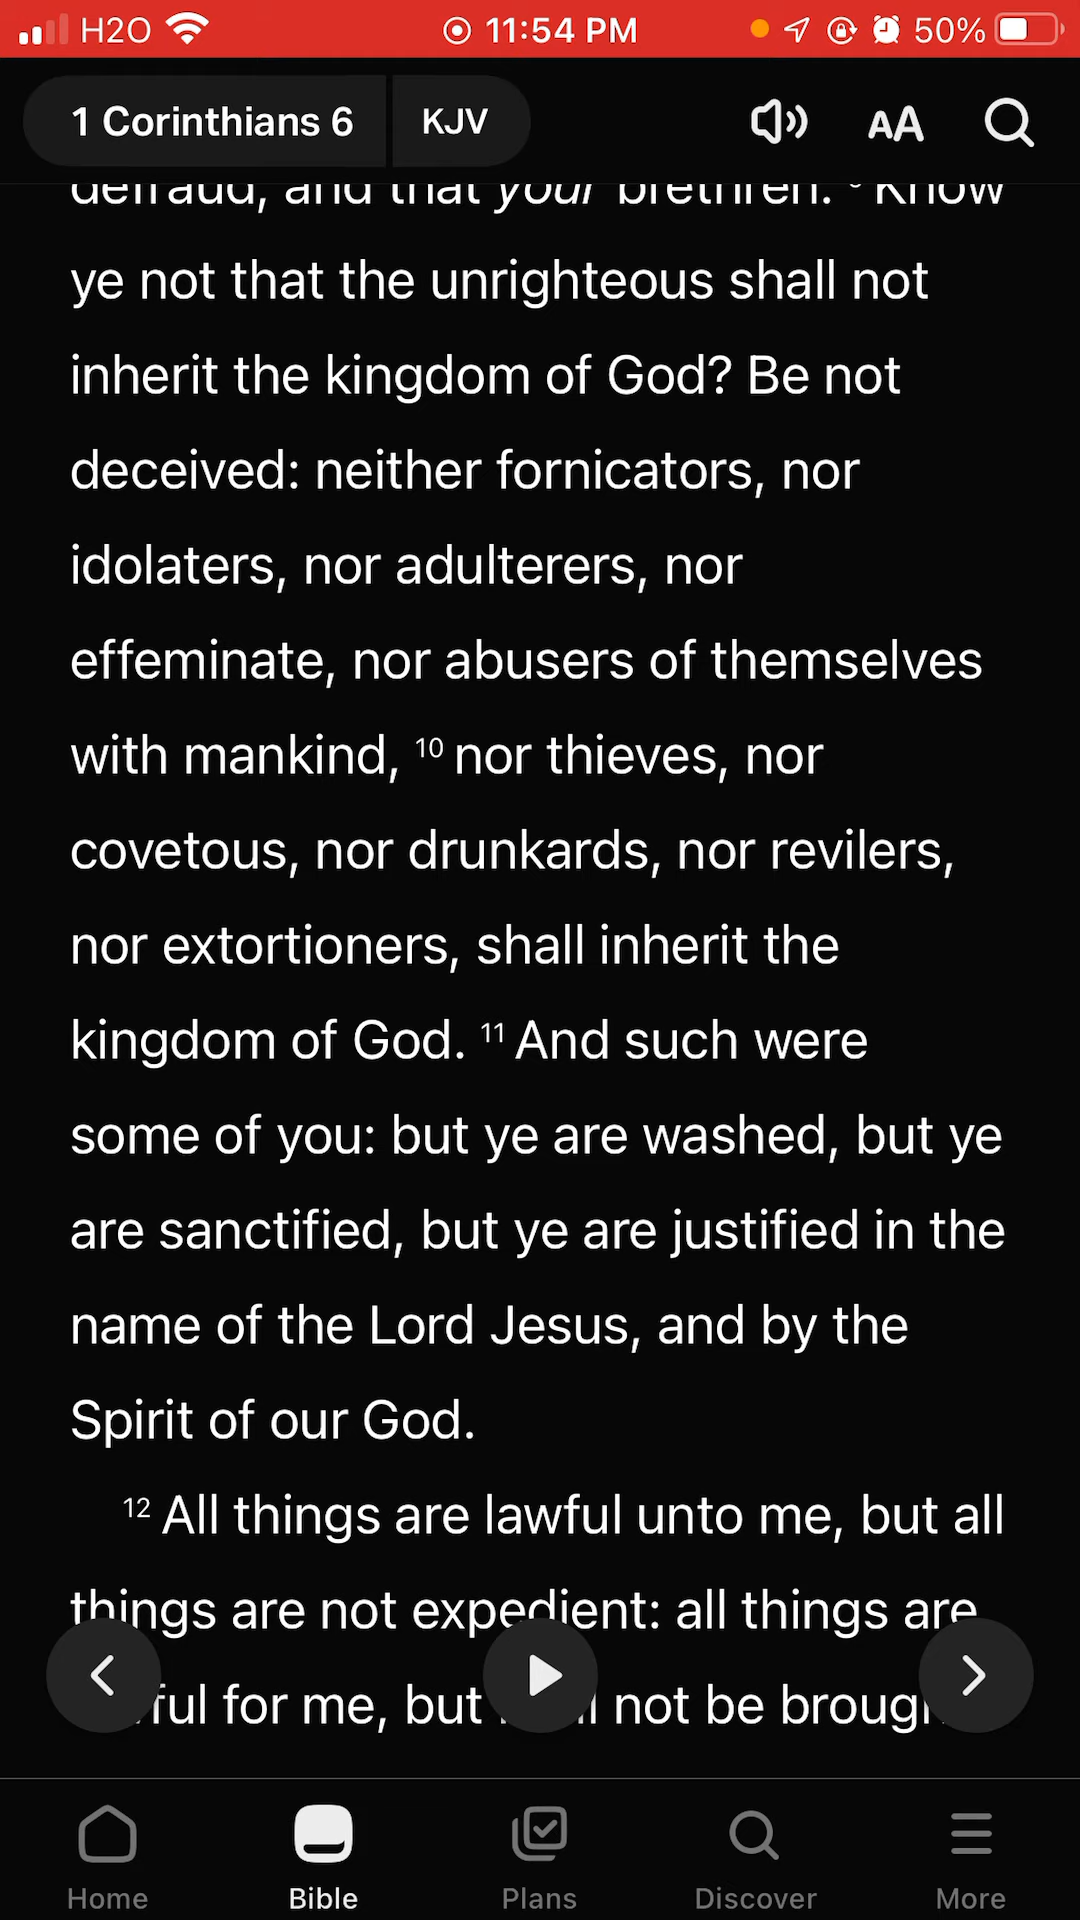 H2O 11:54 PM 50%
1 Corinthians 6 KJV AA
defraud, and that your brethren. Know
ye not that the unrighteous shall not
inherit the kingdom of God? Be not
deceived: neither fornicators, nor
idolaters, nor adulterers, nor
effeminate, nor abusers of themselves
with mankind, 10 nor thieves, nor
covetous, nor drunkards, nor revilers,
nor extortioners, shall inherit the
kingdom of God. 11 And such were
some of you: but ye are washed, but ye
are sanctified, but ye are justified in the
name of the Lord Jesus, and by the
Spirit of our God.
12 All things are lawful unto me, but all
things are not expedient: all things are
for me, but not be
Home Bible Plans Discover More